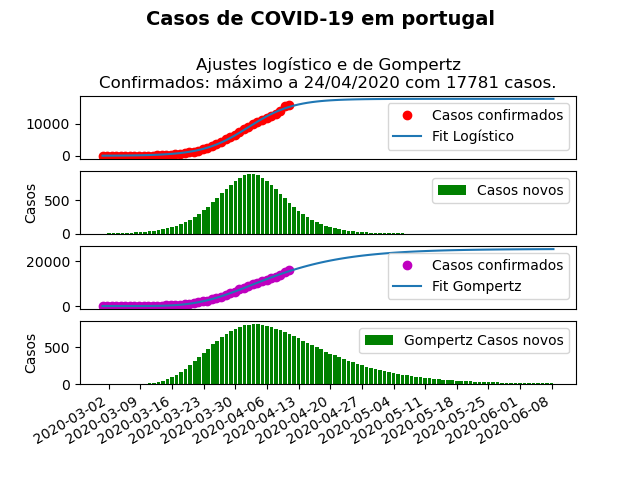 Casos de COVID-19 em portugal
Ajustes logístico e de Gompertz
Confirmados: máximo a 24/04/2020 com 17781 casos.
10000
0
Casos confirmados
Fit Logístico
Casos
500
0
Casos novos
20000
0
Casos confirmados
Fit Gompertz
Casos
500
0
Gompertz Casos novos
2020-03-02
2020-03-09
2020-03-16
2020-03-23
2020-03-30
2020-04-06
2020-04-13
2020-04-20
2020-04-27
2020-05-04
2020-05-11
2020-05-18
2020-05-25
2020-06-01
2020-06-08